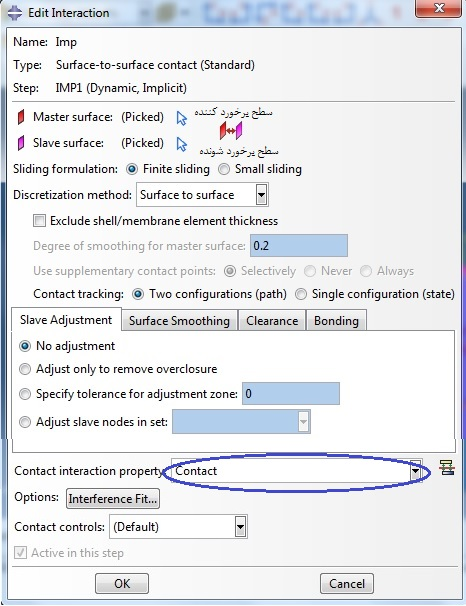 Edit Interaction
Name: Imp
Type: Surface-to-surface contact (Standard)
Step: IMP1 (Dynamic, Implicit)
Master surface: (Picked) سطح برخورد کننده
Slave surface: (Picked) سطح برخورد شونده
Sliding formulation: Finite sliding Small sliding
Discretization method: Surface to surface
Exclude shell/membrane element thickness
Degree of smoothing for master surface: 0.2
Use supplementary contact points: Selectively Never Always
Contact tracking: Two configurations (path) Single configuration (state)
Slave Adjustment Surface Smoothing Clearance Bonding
No adjustment
Adjust only to remove overclosure
Specify tolerance for adjustment zone: 0
Adjust slave nodes in set:
Contact interaction property: Contact
Options: Interference Fit...
Contact controls: (Default)
Active in this step
OK Cancel